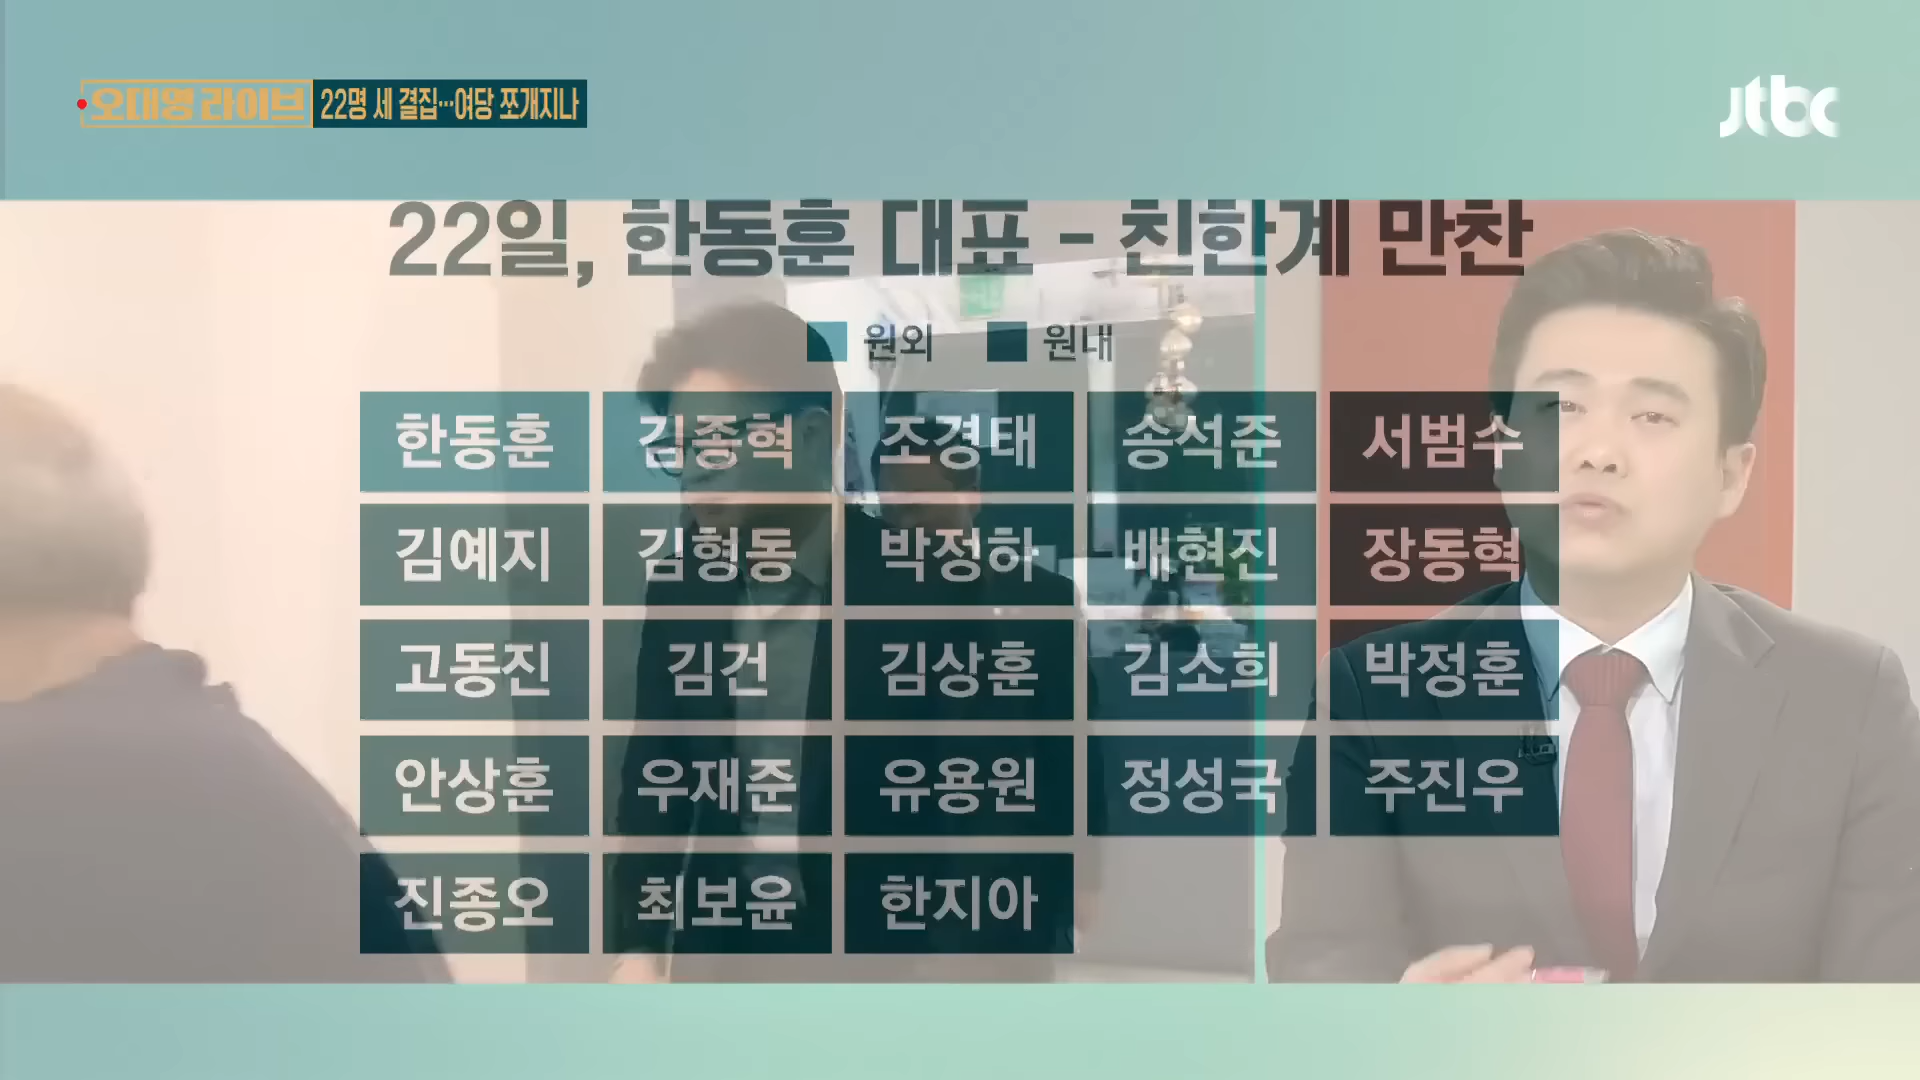 오대영 라이브 22명 세 결집…여당 쪼개지나
jtbc
22일, 한동훈 대표 - 친한계 만찬
원외 원내
한동훈 김종혁 조경태 송석준 서범수
김예지 김형동 박정하 배현진 장동혁
고동진 김건 김상훈 김소희 박정훈
안상훈 우재준 유용원 정성국 주진우
진종오 최보윤 한지아